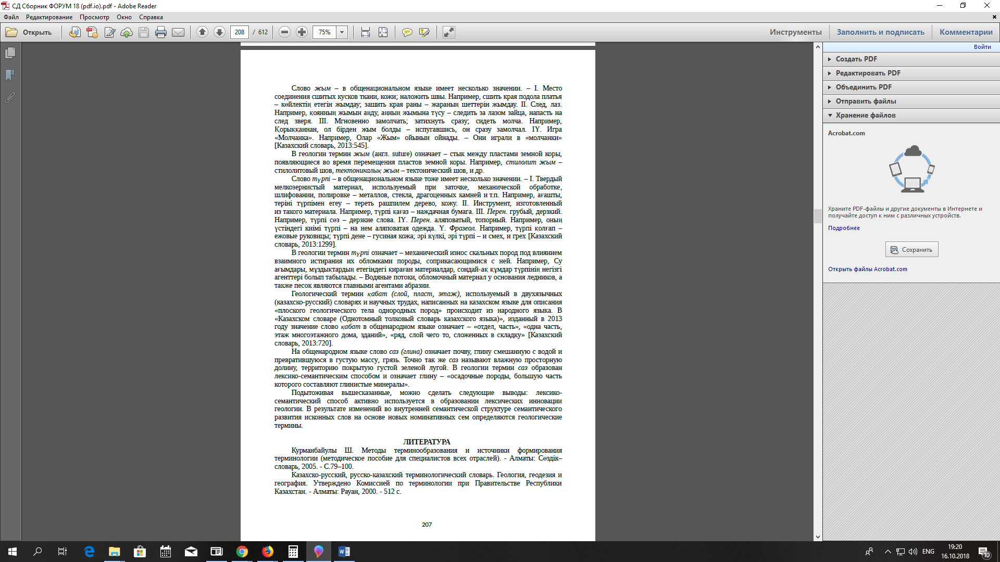 СД Сборник ФОРУМ 18 (pdf.io).pdf - Adobe Reader
Файл Редактирование Просмотр Окно Справка
Открыть 208 / 612 75% Инструменты Заполнить и подписать Комментарии
Слово жым – в общенациональном языке имеет несколько значении. – I. Место
соединения сшитых кусков ткани, кожи; наложить швы. Например, сшить края подола платья
– көйлектің етегін жымдау; зашить края раны – жараның шеттерін жымдау. II. След, лаз.
Например, қоянның жымын аңду, аңның жымына түсу – следить за лазом зайца, напасть на
след зверя. III. Мгновенно замолчать; затихнуть сразу; сидеть молча. Например,
Қорыққаннан, ол бірден жым болды – испугавшись, он сразу замолчал. IҮ. Игра
«Молчанка». Например, Олар «Жым» ойынын ойнады. – Они играли в «молчанки»
[Казахский словарь, 2013:545].
В геологии термин жым (англ. suture) означает – стык между пластами земной коры,
появляющиеся во время перемещения пластов земной коры. Например, стилолит жым –
стилолитовый шов, тектоникалық жым – тектонический шов, и др.
Слово түрпі – в общенациональном языке тоже имеет несколько значении. – I. Твердый
мелкозернистый материал, используемый при заточке, механической обработке,
шлифовании, полировке – металлов, стекла, драгоценных камней и т.п. Например, ағашты,
теріні түрпімен егеу – тереть рашпилем дерево, кожу. II. Инструмент, изготовленный
из такого материала. Например, түрпі қағаз – наждачная бумага. III. Перен. грубый, дерзкий.
Например, түрпі сөз – дерзкие слова. IҮ. Перен. аляповатый, топорный. Например, оның
үстіндегі киімі түрпі – на нем аляповатая одежда. Ү. Фразеол. Например, түрпі қолғап –
ежовые руковицы; түрпі дене – гусиная кожа; әрі күлкі, әрі түрпі – и смех, и грех [Казахский
словарь, 2013:1299].
В геологии термин түрпі означает – механический износ скальных пород под влиянием
взаимного истирания их обломками породы, соприкасающимися с ней. Например, Су
ағымдары, мұздықтардың етегіндегі қираған материалдар, сондай-ақ құмдар түрпінің негізгі
агенттері болып табылады. – Водяные потоки, обломочный материал у основания ледников, а
также песок являются главными агентами абразии.
Геологический термин қабат (слой, пласт, этаж), используемый в двухязычных
(казахско-русский) словарях и научных трудах, написанных на казахском языке для описания
«плоского геологического тела однородных пород» происходит из народного языка. В
«Казахском словаре (Однотомный толковый словарь казахского языка)», изданный в 2013
году значение слово қабат в общенародном языке означает – «отдел, часть», «одна часть,
этаж многоэтажного дома, зданий», «ряд, слой чего то, сложенных в складку» [Казахский
словарь, 2013:720].
На общенародном языке слово саз (глина) означает почву, глину смешанную с водой и
превратившуюся в густую массу, грязь. Точно так же саз называют влажную просторную
долину, территорию покрытую густой зеленой лугой. В геологии термин саз образован
лексико-семантическим способом и означает глину – «осадочные породы, большую часть
которого составляют глинистые минералы».
Подытоживая вышесказанные, можно сделать следующие выводы: лексико-
семантический способ активно используется в образовании лексических инновации
геологии. В результате изменений во внутренней семантической структуре семантического
развития исконных слов на основе новых номинативных сем определяются геологические
термины.
ЛИТЕРАТУРА
Курманбайулы Ш. Методы терминообразования и источники формирования
терминологии (методическое пособие для специалистов всех отраслей). - Алматы: Сөздік–
словарь, 2005. - С.79–100.
Казахско-русский, русско-казахский терминологический словарь. Геология, геодезия и
география. Утверждено Комиссией по терминологии при Правительстве Республики
Казахстан. - Алматы: Рауан, 2000. - 512 с.
207
Войти
Создать PDF
Редактировать PDF
Объединить PDF
Отправить файлы
Хранение файлов
Acrobat.com
Храните PDF-файлы и другие документы в Интернете и
получайте доступ к ним с различных устройств.
Подробнее
Сохранить
Открыть файлы Acrobat.com
ENG
19:20
16.10.2018
10